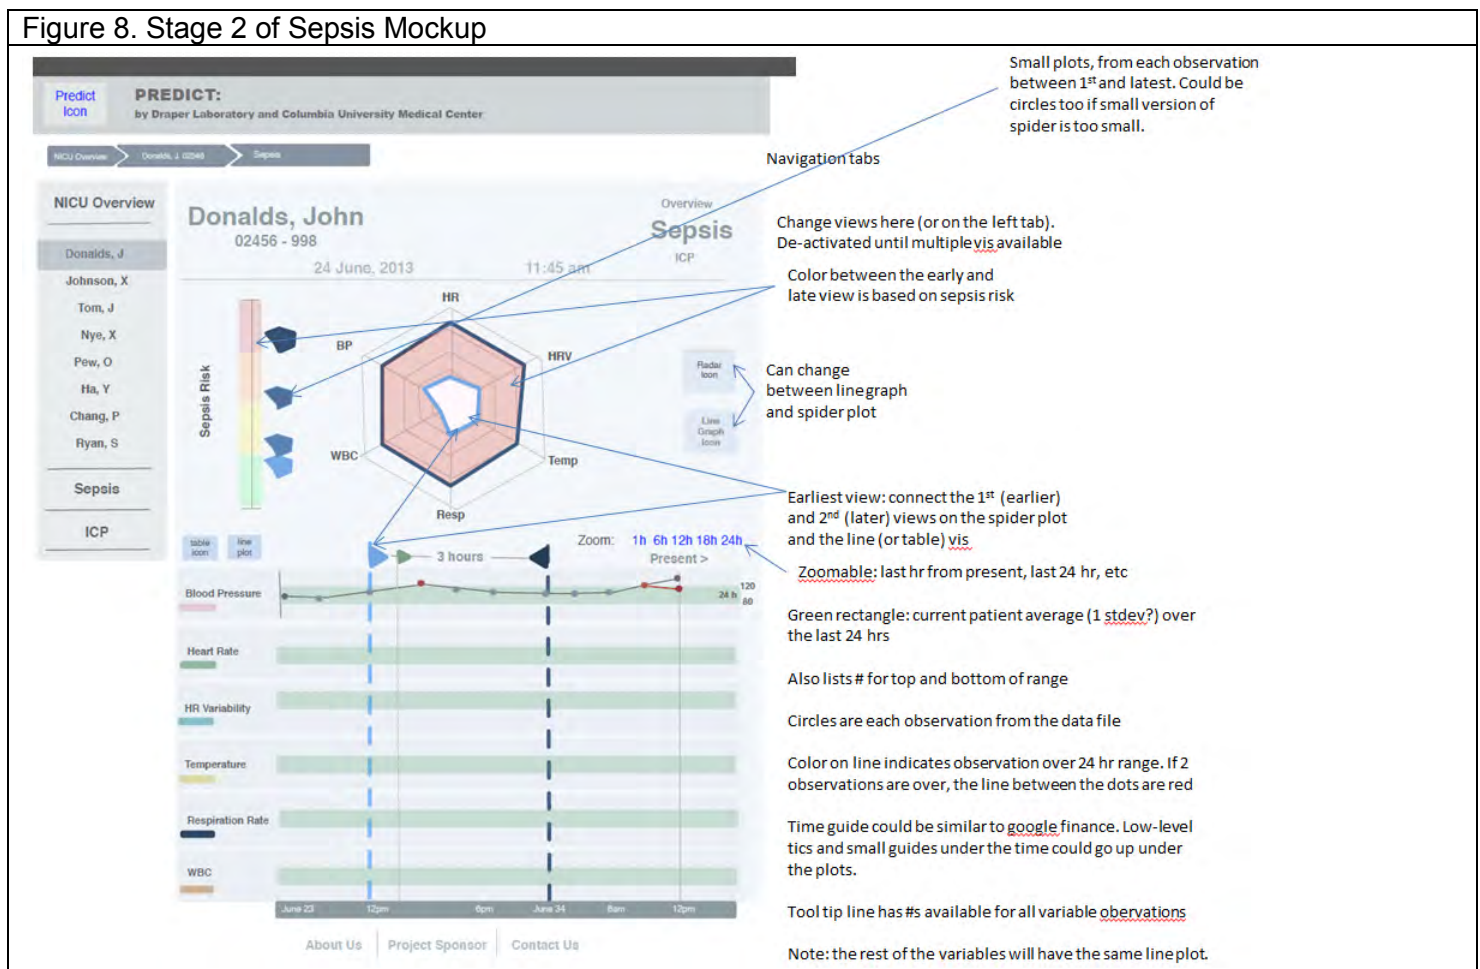 Figure 8. Stage 2 of Sepsis Mockup
Predict
Icon
PREDICT:
by Draper Laboratory and Columbia University Medical Center
NICU Overview
Donalds, J 02546
Sepsis
NICU Overview
Donalds, J
Johnson, X
Tom, J
Nye, X
Pew, O
Ha, Y
Chang, P
Ryan, S
Sepsis
ICP
Donalds, John
02456 - 998
24 June, 2013
11:45 am
Overview
Sepsis
ICP
Sepsis Risk
HR
HRV
Temp
Resp
WBC
BP
Radar
Icon
Line
Graph
Icon
table
icon
line
plot
3 hours
Zoom: 1h 6h 12h 18h 24h
Present >
Blood Pressure
24 h
120
80
Heart Rate
HR Variability
Temperature
Respiration Rate
WBC
June 23
12pm
6pm
June 34
6am
12pm
About Us
Project Sponsor
Contact Us
Small plots, from each observation
between 1st and latest. Could be
circles too if small version of
spider is too small.
Navigation tabs
Change views here (or on the left tab).
De-activated until multiple vis available
Color between the early and
late view is based on sepsis risk
Can change
between line graph
and spider plot
Earliest view: connect the 1st (earlier)
and 2nd (later) views on the spider plot
and the line (or table) vis
Zoomable: last hr from present, last 24 hr, etc
Green rectangle: current patient average (1 stdev?) over
the last 24 hrs
Also lists # for top and bottom of range
Circles are each observation from the data file
Color on line indicates observation over 24 hr range. If 2
observations are over, the line between the dots are red
Time guide could be similar to google finance. Low-level
tics and small guides under the time could go up under
the plots.
Tool tip line has #s available for all variable obervations
Note: the rest of the variables will have the same line plot.